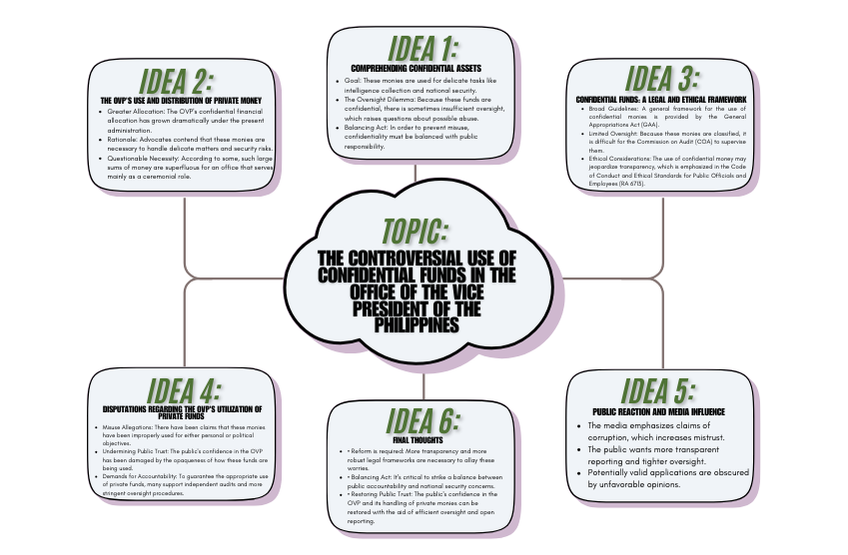 IDEA 1:
COMPREHENDING CONFIDENTIAL ASSETS
• Goal: These monies are used for delicate tasks like
intelligence collection and national security.
• The Oversight Dilemma: Because these funds are
confidential, there is sometimes insufficient oversight,
which raises questions about possible abuse.
• Balancing Act: In order to prevent misuse,
confidentiality must be balanced with public
responsibility.
IDEA 2:
THE OVP'S USE AND DISTRIBUTION OF PRIVATE MONEY
• Greater Allocation: The OVP's confidential financial
allocation has grown dramatically under the present
administration.
• Rationale: Advocates contend that these monies are
necessary to handle delicate matters and security risks.
• Questionable Necessity: According to some, such large
sums of money are superfluous for an office that serves
mainly as a ceremonial role.
IDEA 3:
CONFIDENTIAL FUNDS: A LEGAL AND ETHICAL FRAMEWORK
• Broad Guidelines: A general framework for the use of
confidential monies is provided by the General
Appropriations Act (GAA).
• Limited Oversight: Because these monies are classified, it
is difficult for the Commission on Audit (COA) to supervise
them.
• Ethical Considerations: The use of confidential money may
jeopardize transparency, which is emphasized in the Code
of Conduct and Ethical Standards for Public Officials and
Employees (RA 6713).
TOPIC:
THE CONTROVERSIAL USE OF
CONFIDENTIAL FUNDS IN THE
OFFICE OF THE VICE
PRESIDENT OF THE
PHILIPPINES
IDEA 4:
DISPUTATIONS REGARDING THE OVP'S UTILIZATION OF
PRIVATE FUNDS
• Misuse Allegations: There have been claims that these monies
have been improperly used for either personal or political
objectives.
• Undermining Public Trust: The public's confidence in the OVP
has been damaged by the opaqueness of how these funds are
being used.
• Demands for Accountability: To guarantee the appropriate use
of private funds, many support independent audits and more
stringent oversight procedures.
IDEA 6:
FINAL THOUGHTS
• • Reform is required: More transparency and more
robust legal frameworks are necessary to allay these
worries.
• • Balancing Act: It's critical to strike a balance between
public accountability and national security concerns.
• • Restoring Public Trust: The public's confidence in the
OVP and its handling of private monies can be
restored with the aid of efficient oversight and open
reporting.
IDEA 5:
PUBLIC REACTION AND MEDIA INFLUENCE
• The media emphasizes claims of
corruption, which increases mistrust.
• The public wants more transparent
reporting and tighter oversight.
• Potentially valid applications are obscured
by unfavorable opinions.